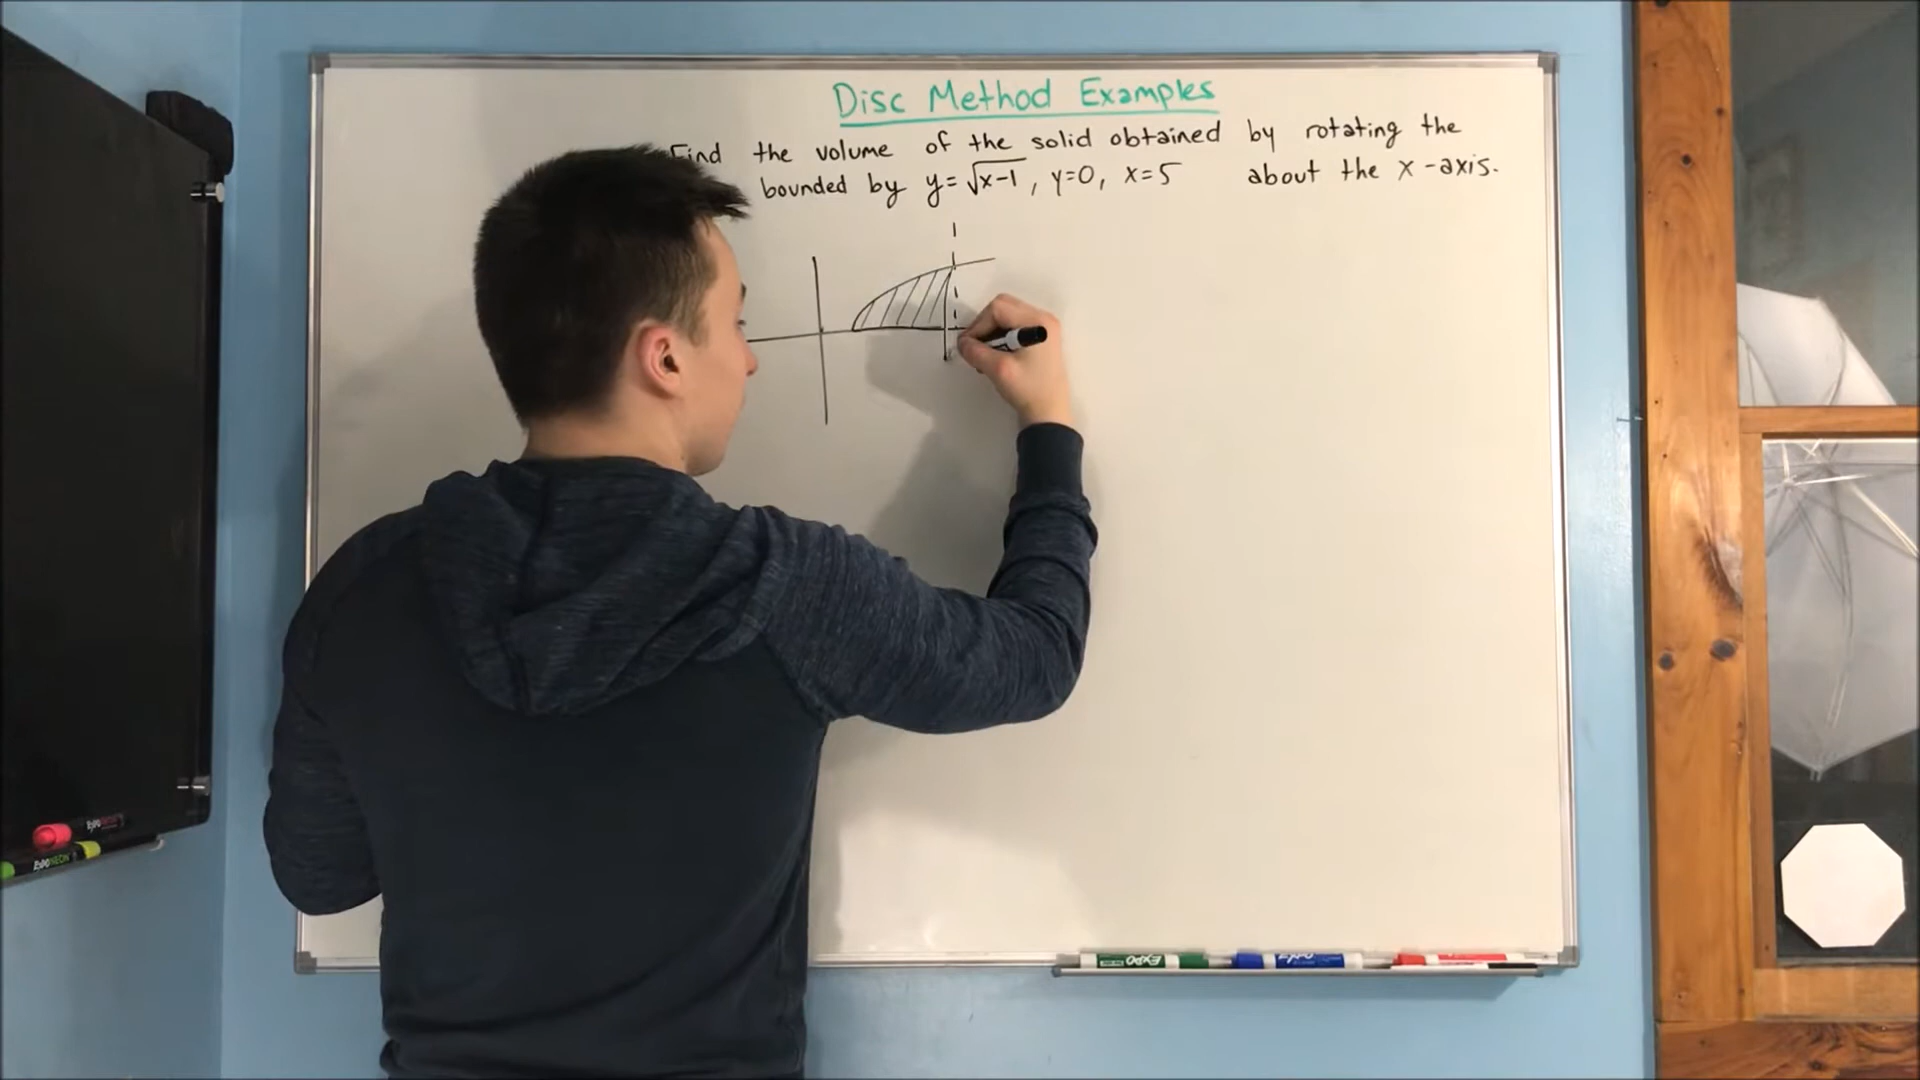 Disc Method Examples
Find the volume of the solid obtained by rotating the
bounded by y=√x-1, y=0, x=5 about the x-axis.
EXPO
EXPO